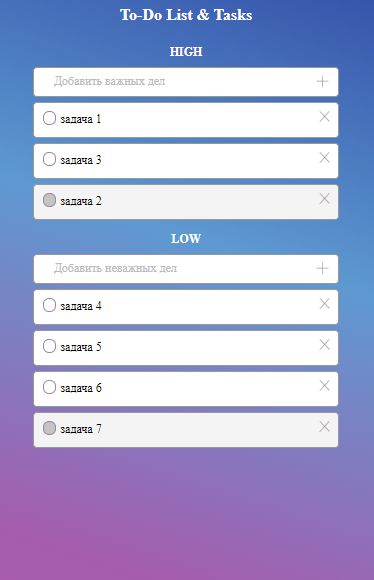 To-Do List & Tasks
HIGH
Добавить важных дел
задача 1
задача 3
задача 2
LOW
Добавить неважных дел
задача 4
задача 5
задача 6
задача 7